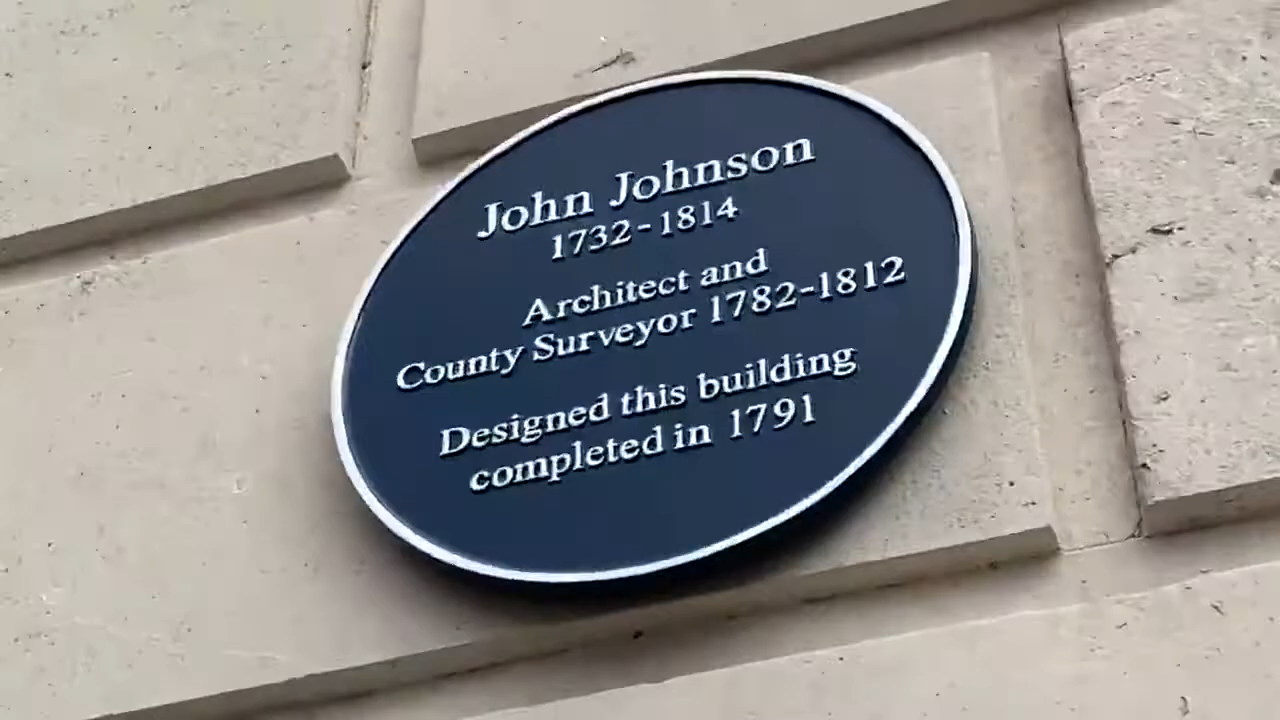 John Johnson
1732-1814
Architect and
County Surveyor 1782-1812
Designed this building
completed in 1791